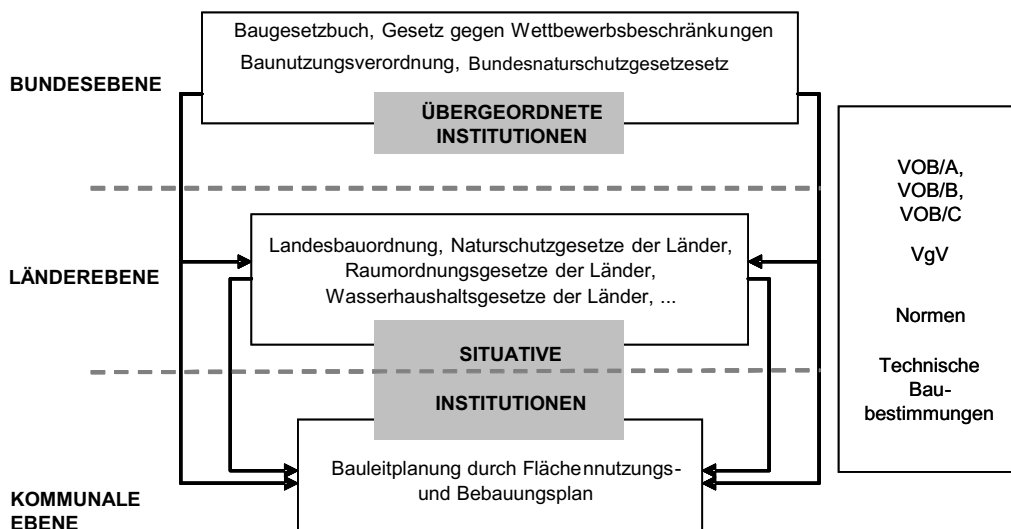 Baugesetzbuch, Gesetz gegen Wettbewerbsbeschränkungen
Baunutzungsverordnung, Bundesnaturschutzgesetzesetz
BUNDESEBENE
ÜBERGEORDNETE
INSTITUTIONEN
Landesbauordnung, Naturschutzgesetze der Länder,
Raumordnungsgesetze der Länder,
Wasserhaushaltsgesetze der Länder, ...
LÄNDEREBENE
SITUATIVE
INSTITUTIONEN
Bauleitplanung durch Flächennutzungs-
und Bebauungsplan
KOMMUNALE
EBENE
VOB/A,
VOB/B,
VOB/C
VgV
Normen
Technische
Bau-
bestimmungen